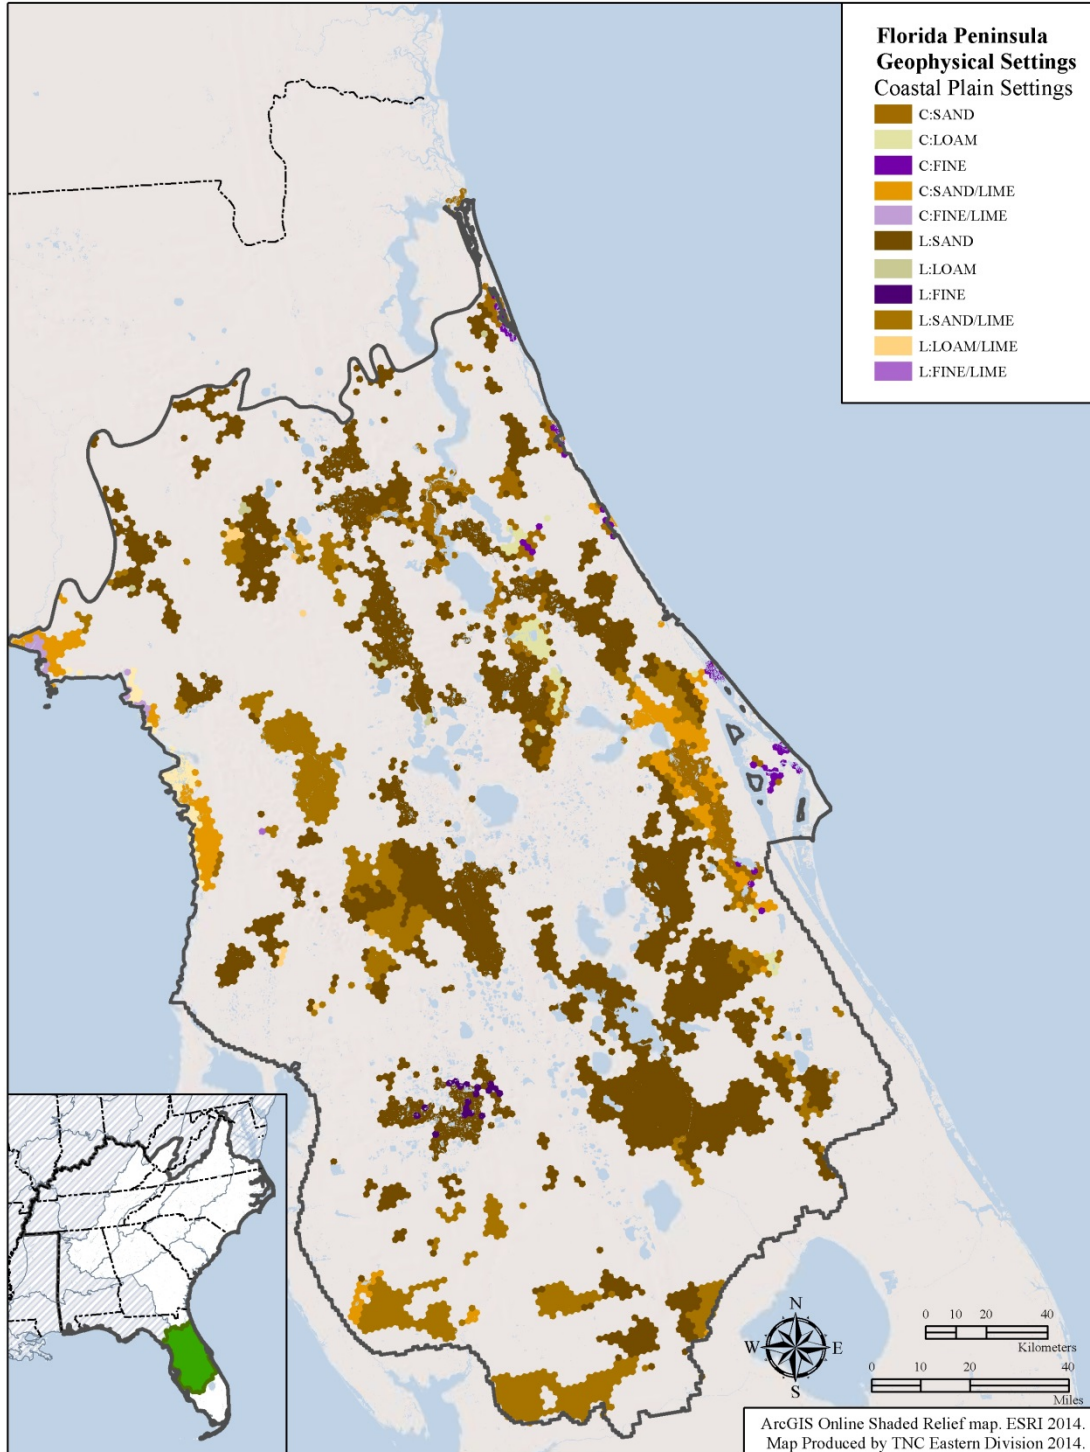 Florida Peninsula
Geophysical Settings
Coastal Plain Settings
C:SAND
C:LOAM
C:FINE
C:SAND/LIME
C:FINE/LIME
L:SAND
L:LOAM
L:FINE
L:SAND/LIME
L:LOAM/LIME
L:FINE/LIME
N
W E
S
0 10 20 40
Kilometers
0 10 20 40
Miles
ArcGIS Online Shaded Relief map. ESRI 2014.
Map Produced by TNC Eastern Division 2014.